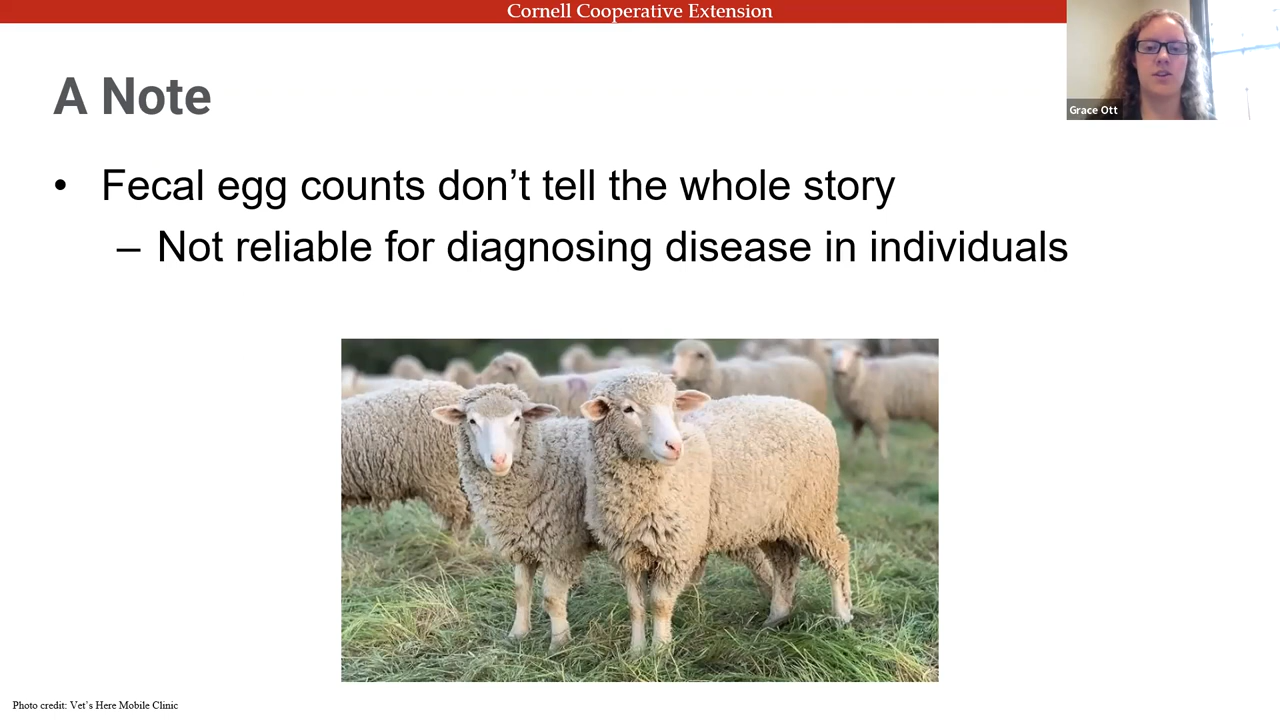 Cornell Cooperative Extension
Grace Ott
A Note
• Fecal egg counts don’t tell the whole story
– Not reliable for diagnosing disease in individuals
Photo credit: Vet’s Here Mobile Clinic